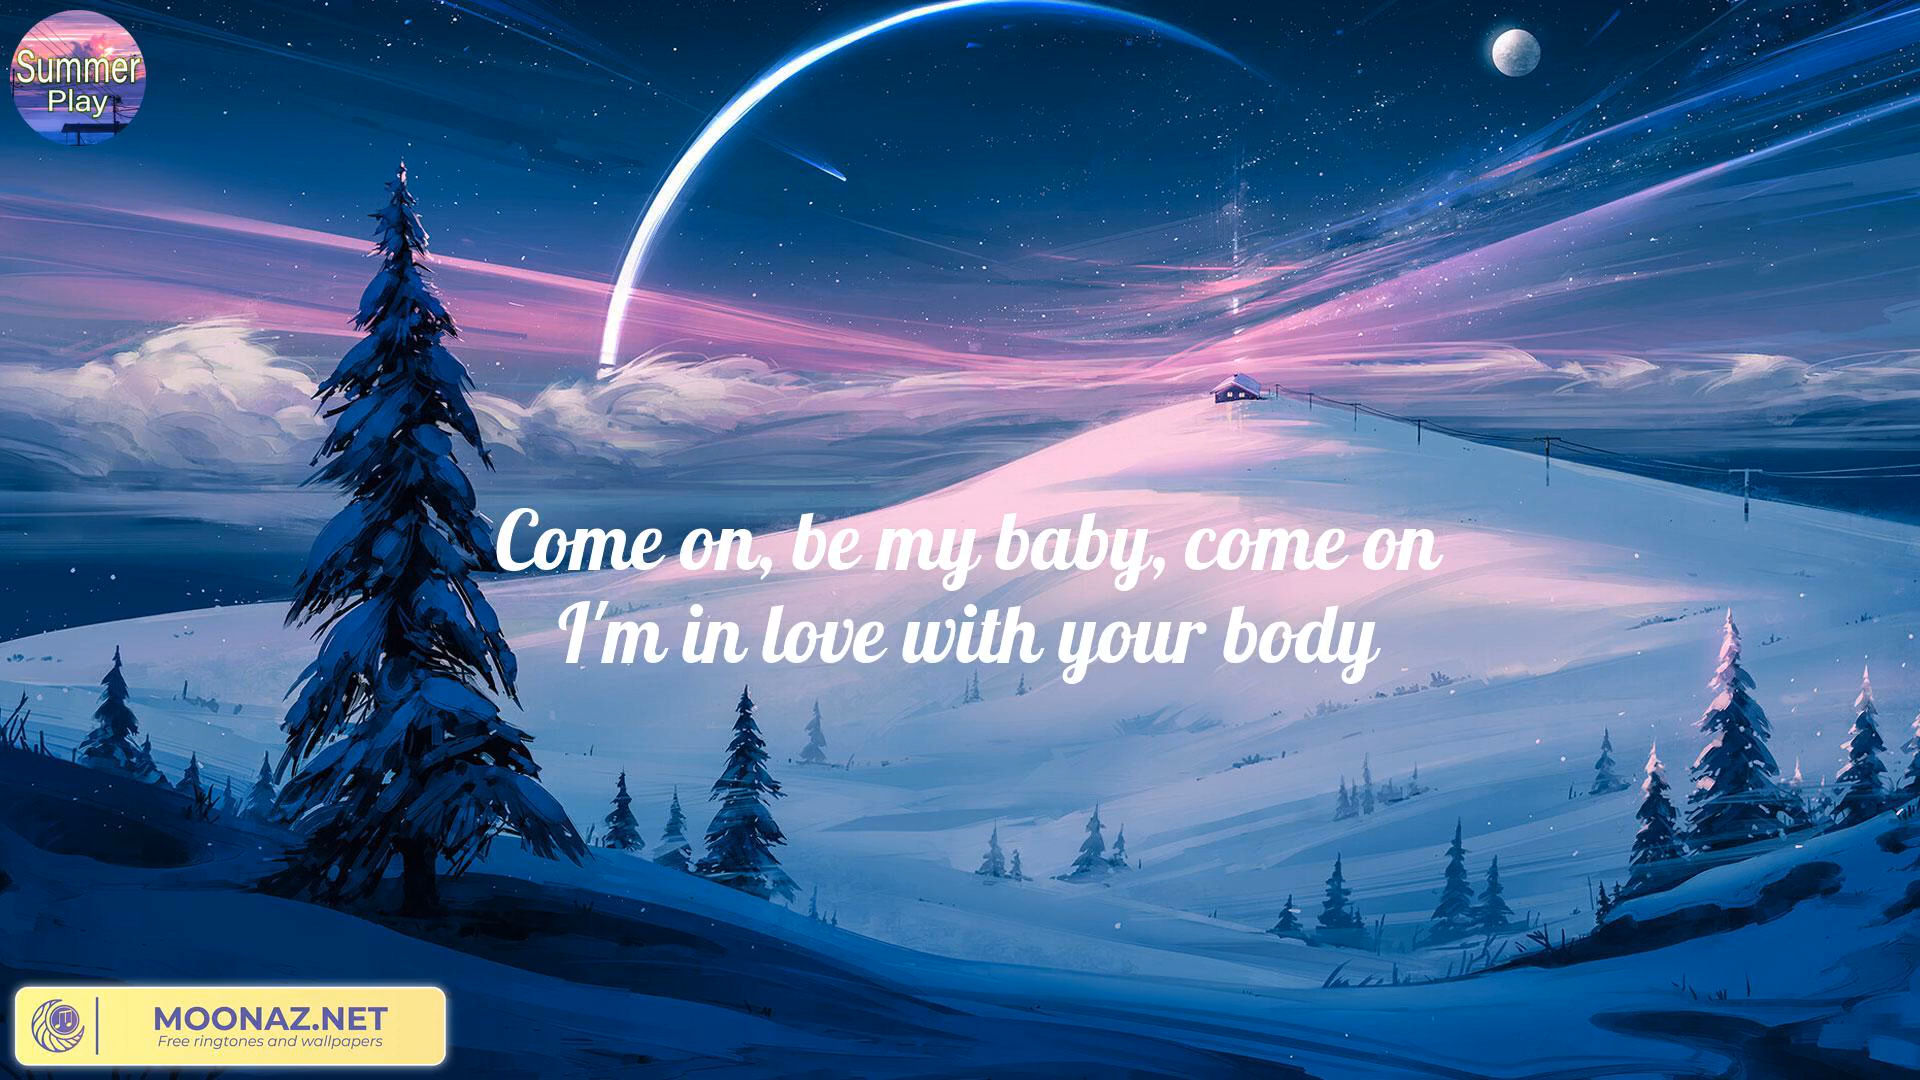 Summer
Play
Come on, be my baby, come on
I'm in love with your body
MOONAZ.NET
Free ringtones and wallpapers